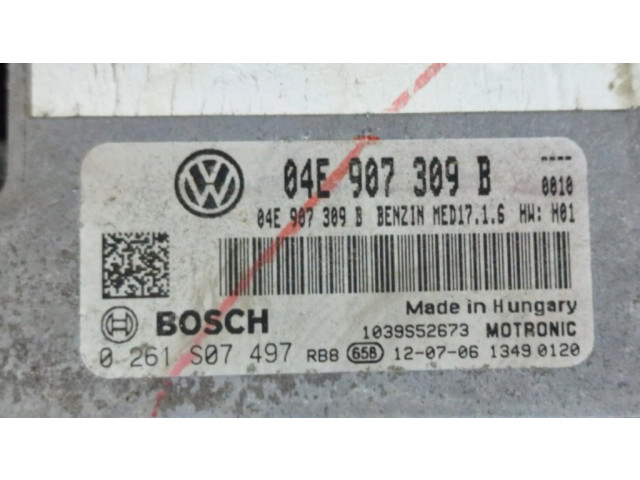 04E 907 309 B ----
0010
04E 907 309 B BENZIN MED17.1.6 HW: H01
Made in Hungary
BOSCH 1039S52673 MOTRONIC
0 261 S07 497 RB8 658 12-07-06 1349 0120